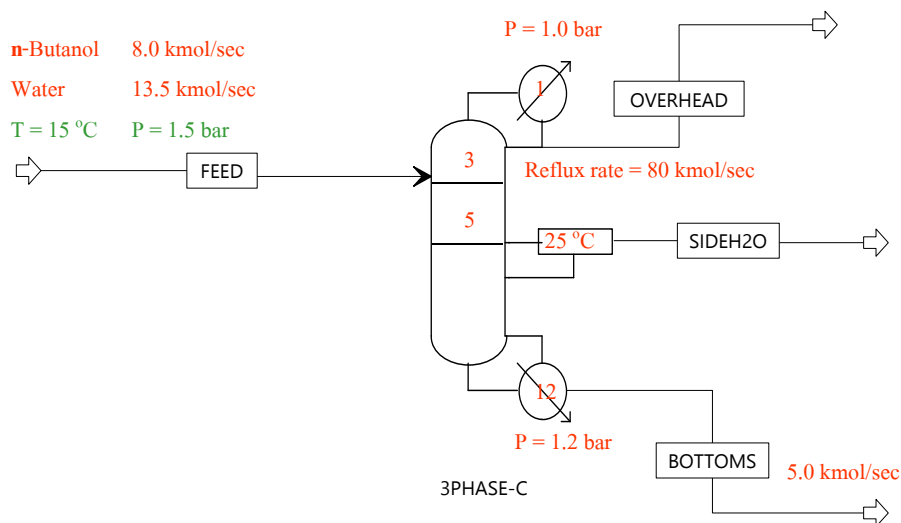 P = 1.0 bar
n-Butanol 8.0 kmol/sec
Water 13.5 kmol/sec
T = 15 °C P = 1.5 bar
1
OVERHEAD
3
FEED
Reflux rate = 80 kmol/sec
5
25 °C
SIDEH2O
12
P = 1.2 bar
BOTTOMS
5.0 kmol/sec
3PHASE-C